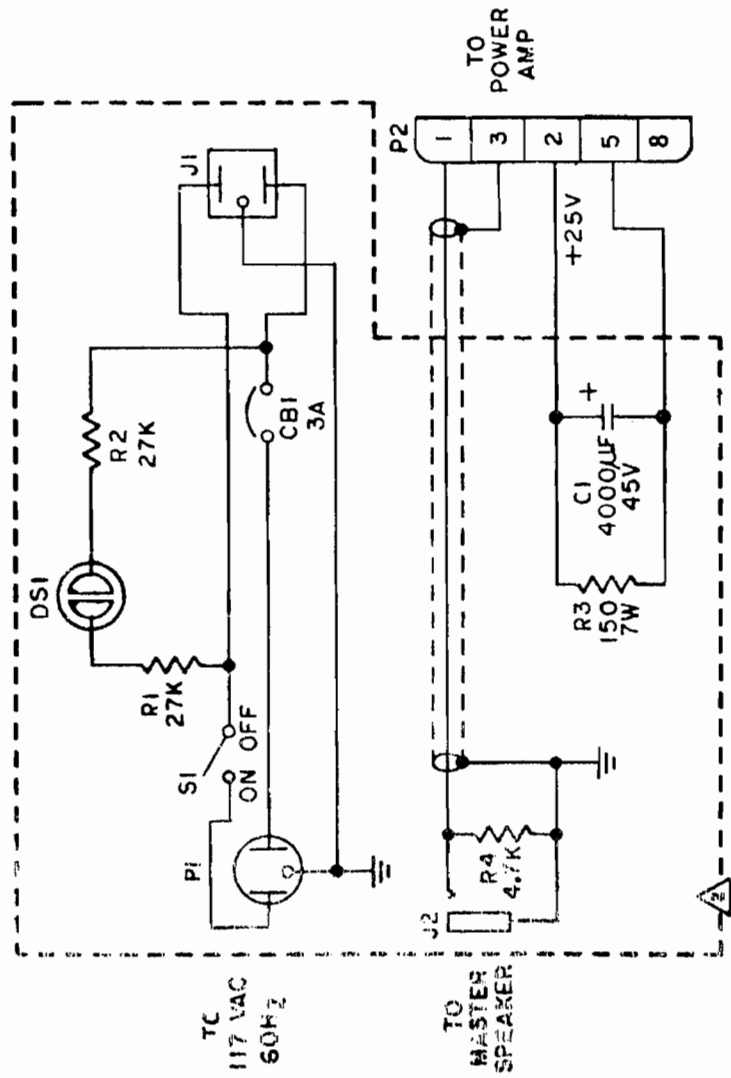 TC
117 VAC
60Hz
P1
S1
ON OFF
R1
27K
DS1
R2
27K
CB1
3A
J1
TO
MASTER
SPEAKER
J2
R4
4.7K
R3
150
7W
C1
4000µF
45V
+
+25V
P2
1
3
2
5
8
TO
POWER
AMP
2